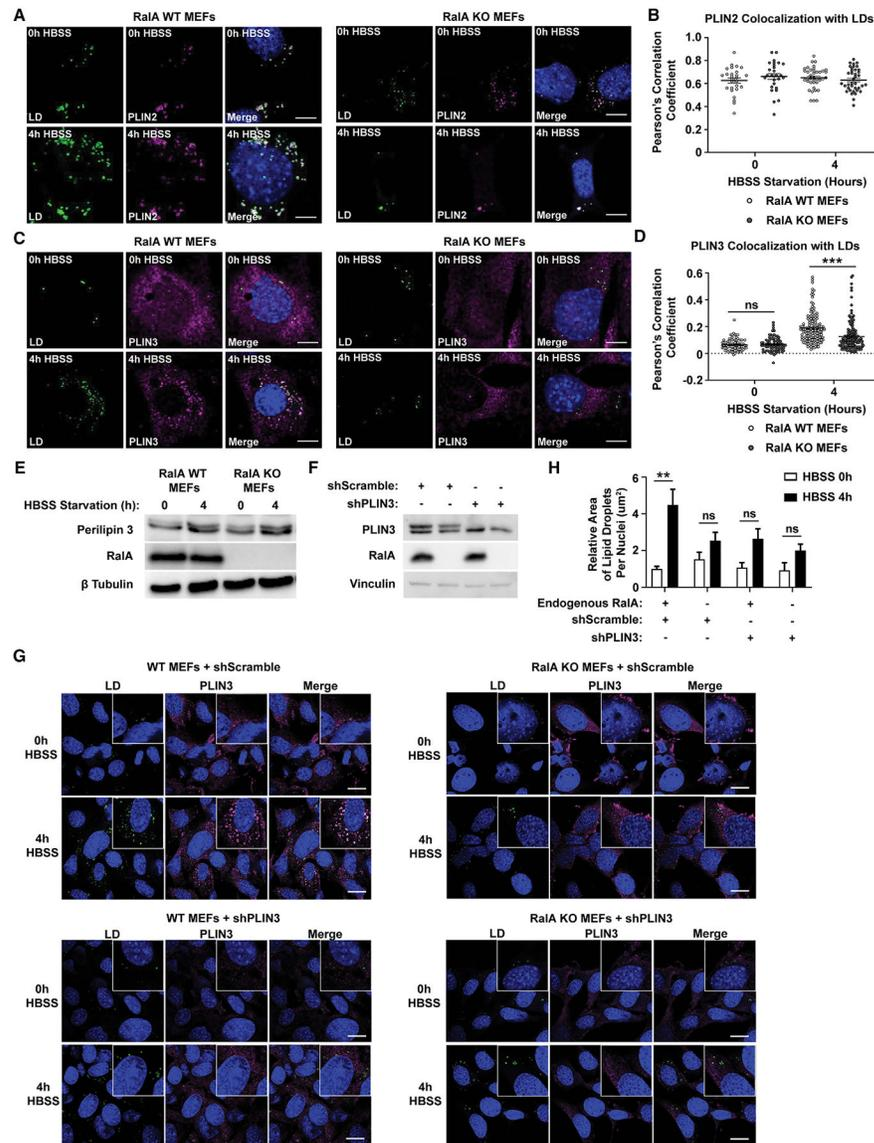 A
RalA WT MEFs
RalA KO MEFs
0h HBSS 0h HBSS 0h HBSS
0h HBSS 0h HBSS 0h HBSS
LD PLIN2 Merge
LD PLIN2 Merge
4h HBSS 4h HBSS 4h HBSS
4h HBSS 4h HBSS 4h HBSS
LD PLIN2 Merge
LD PLIN2 Merge
B
PLIN2 Colocalization with LDs
Pearson's Correlation
Coefficient
1.0
0.8
0.6
0.4
0.2
0
0 4
HBSS Starvation (Hours)
RalA WT MEFs
RalA KO MEFs
C
RalA WT MEFs
RalA KO MEFs
0h HBSS 0h HBSS 0h HBSS
0h HBSS 0h HBSS 0h HBSS
LD PLIN3 Merge
LD PLIN3 Merge
4h HBSS 4h HBSS 4h HBSS
4h HBSS 4h HBSS 4h HBSS
LD PLIN3 Merge
LD PLIN3 Merge
D
PLIN3 Colocalization with LDs
Pearson's Correlation
Coefficient
0.6
0.4
0.2
0
-0.2
ns
***
0 4
HBSS Starvation (Hours)
RalA WT MEFs
RalA KO MEFs
E
RalA WT
MEFs
RalA KO
MEFs
HBSS Starvation (h): 0 4 0 4
Perilipin 3
RalA
β Tubulin
F
shScramble: + + - -
shPLIN3: - - + +
PLIN3
RalA
Vinculin
H
HBSS 0h
HBSS 4h
Relative Area
of Lipid Droplets
Per Nuclei (um²)
6
4
2
0
** ns ns ns
Endogenous RalA: + - + -
shScramble: + + - -
shPLIN3: - - + +
G
WT MEFs + shScramble
LD PLIN3 Merge
0h
HBSS
4h
HBSS
RalA KO MEFs + shScramble
LD PLIN3 Merge
0h
HBSS
4h
HBSS
WT MEFs + shPLIN3
LD PLIN3 Merge
0h
HBSS
4h
HBSS
RalA KO MEFs + shPLIN3
LD PLIN3 Merge
0h
HBSS
4h
HBSS